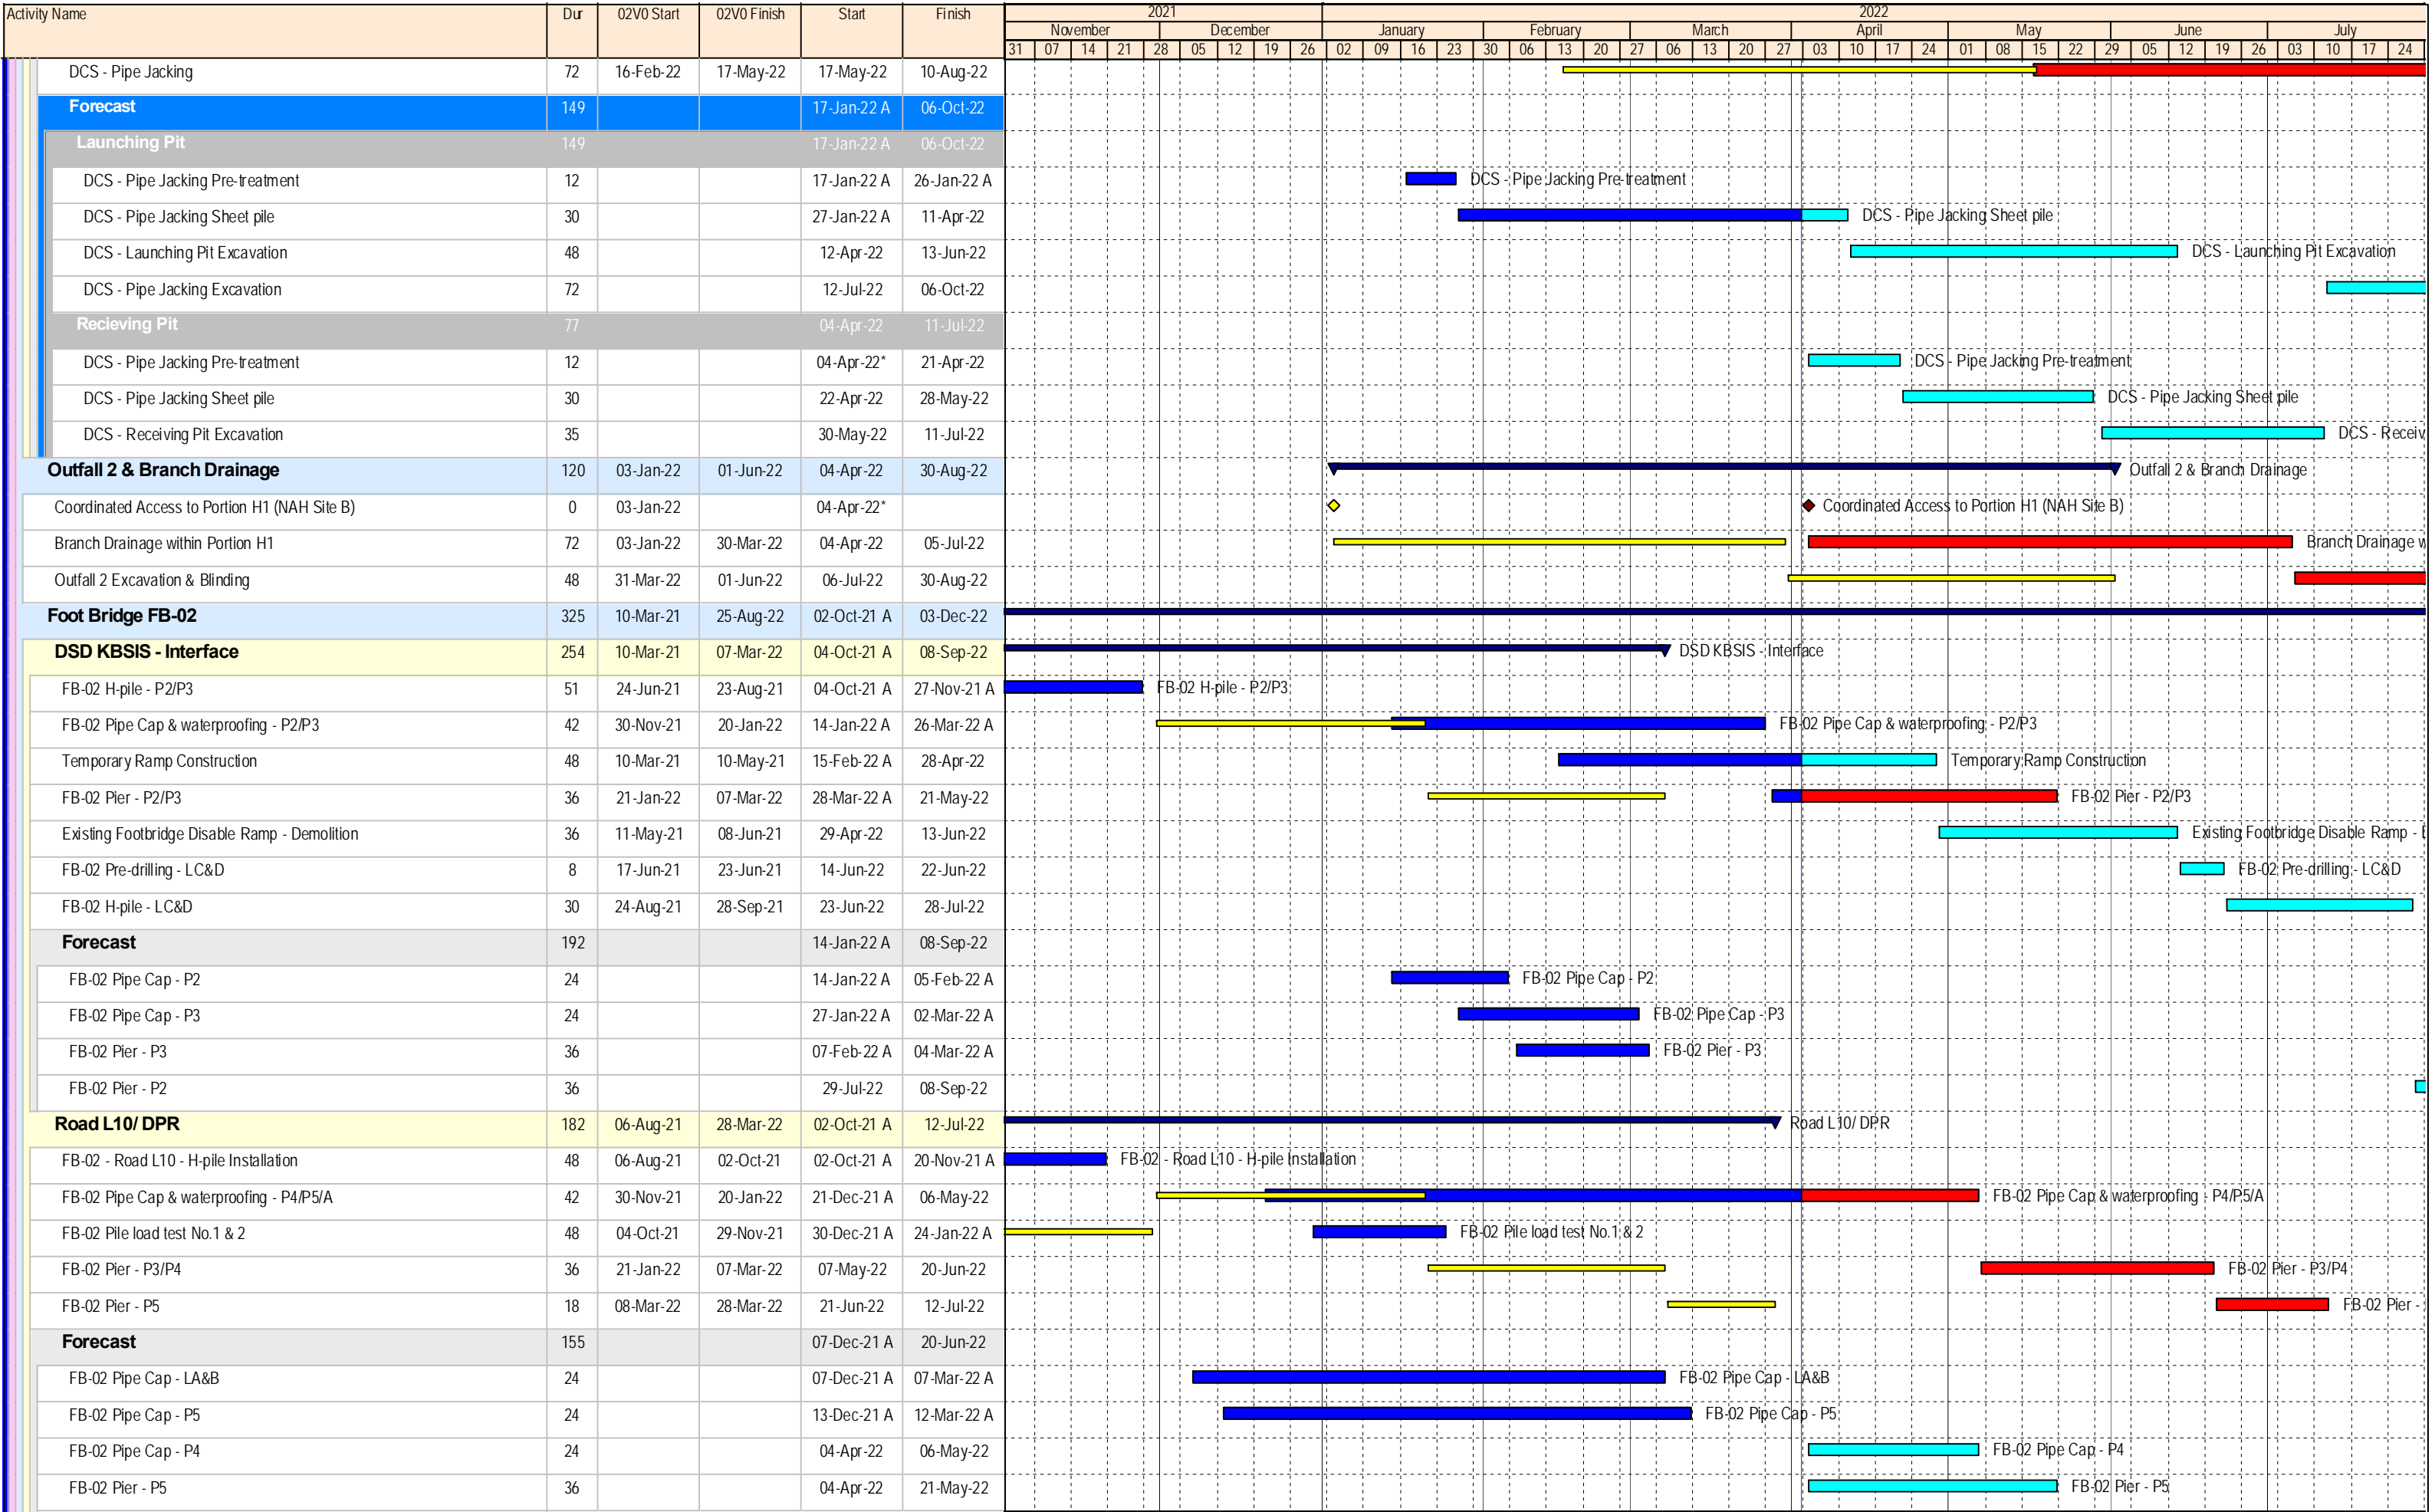 Activity Name Dur 02V0 Start 02V0 Finish Start Finish 2021 2022
November December January February March April May June July
31 07 14 21 28 05 12 19 26 02 09 16 23 30 06 13 20 27 06 13 20 27 03 10 17 24 01 08 15 22 29 05 12 19 26 03 10 17 24
DCS - Pipe Jacking 72 16-Feb-22 17-May-22 17-May-22 10-Aug-22
Forecast 149 17-Jan-22 A 06-Oct-22
Launching Pit 149 17-Jan-22 A 06-Oct-22
DCS - Pipe Jacking Pre-treatment 12 17-Jan-22 A 26-Jan-22 A DCS - Pipe Jacking Pre-treatment
DCS - Pipe Jacking Sheet pile 30 27-Jan-22 A 11-Apr-22 DCS - Pipe Jacking Sheet pile
DCS - Launching Pit Excavation 48 12-Apr-22 13-Jun-22 DCS - Launching Pit Excavation
DCS - Pipe Jacking Excavation 72 12-Jul-22 06-Oct-22
Recieving Pit 77 04-Apr-22 11-Jul-22
DCS - Pipe Jacking Pre-treatment 12 04-Apr-22* 21-Apr-22 DCS - Pipe Jacking Pre-treatment
DCS - Pipe Jacking Sheet pile 30 22-Apr-22 28-May-22 DCS - Pipe Jacking Sheet pile
DCS - Receiving Pit Excavation 35 30-May-22 11-Jul-22 DCS - Receiv
Outfall 2 & Branch Drainage 120 03-Jan-22 01-Jun-22 04-Apr-22 30-Aug-22 Outfall 2 & Branch Drainage
Coordinated Access to Portion H1 (NAH Site B) 0 03-Jan-22 04-Apr-22* Coordinated Access to Portion H1 (NAH Site B)
Branch Drainage within Portion H1 72 03-Jan-22 30-Mar-22 04-Apr-22 05-Jul-22 Branch Drainage w
Outfall 2 Excavation & Blinding 48 31-Mar-22 01-Jun-22 06-Jul-22 30-Aug-22
Foot Bridge FB-02 325 10-Mar-21 25-Aug-22 02-Oct-21 A 03-Dec-22
DSD KBSIS - Interface 254 10-Mar-21 07-Mar-22 04-Oct-21 A 08-Sep-22 DSD KBSIS - Interface
FB-02 H-pile - P2/P3 51 24-Jun-21 23-Aug-21 04-Oct-21 A 27-Nov-21 A FB-02 H-pile - P2/P3
FB-02 Pipe Cap & waterproofing - P2/P3 42 30-Nov-21 20-Jan-22 14-Jan-22 A 26-Mar-22 A FB-02 Pipe Cap & waterproofing - P2/P3
Temporary Ramp Construction 48 10-Mar-21 10-May-21 15-Feb-22 A 28-Apr-22 Temporary Ramp Construction
FB-02 Pier - P2/P3 36 21-Jan-22 07-Mar-22 28-Mar-22 A 21-May-22 FB-02 Pier - P2/P3
Existing Footbridge Disable Ramp - Demolition 36 11-May-21 08-Jun-21 29-Apr-22 13-Jun-22 Existing Footbridge Disable Ramp -
FB-02 Pre-drilling - LC&D 8 17-Jun-21 23-Jun-21 14-Jun-22 22-Jun-22 FB-02 Pre-drilling - LC&D
FB-02 H-pile - LC&D 30 24-Aug-21 28-Sep-21 23-Jun-22 28-Jul-22
Forecast 192 14-Jan-22 A 08-Sep-22
FB-02 Pipe Cap - P2 24 14-Jan-22 A 05-Feb-22 A FB-02 Pipe Cap - P2
FB-02 Pipe Cap - P3 24 27-Jan-22 A 02-Mar-22 A FB-02 Pipe Cap - P3
FB-02 Pier - P3 36 07-Feb-22 A 04-Mar-22 A FB-02 Pier - P3
FB-02 Pier - P2 36 29-Jul-22 08-Sep-22
Road L10/ DPR 182 06-Aug-21 28-Mar-22 02-Oct-21 A 12-Jul-22 Road L10/ DPR
FB-02 - Road L10 - H-pile Installation 48 06-Aug-21 02-Oct-21 02-Oct-21 A 20-Nov-21 A FB-02 - Road L10 - H-pile Installation
FB-02 Pipe Cap & waterproofing - P4/P5/A 42 30-Nov-21 20-Jan-22 21-Dec-21 A 06-May-22 FB-02 Pipe Cap & waterproofing - P4/P5/A
FB-02 Pile load test No.1 & 2 48 04-Oct-21 29-Nov-21 30-Dec-21 A 24-Jan-22 A FB-02 Pile load test No.1 & 2
FB-02 Pier - P3/P4 36 21-Jan-22 07-Mar-22 07-May-22 20-Jun-22 FB-02 Pier - P3/P4
FB-02 Pier - P5 18 08-Mar-22 28-Mar-22 21-Jun-22 12-Jul-22 FB-02 Pier -
Forecast 155 07-Dec-21 A 20-Jun-22
FB-02 Pipe Cap - LA&B 24 07-Dec-21 A 07-Mar-22 A FB-02 Pipe Cap - LA&B
FB-02 Pipe Cap - P5 24 13-Dec-21 A 12-Mar-22 A FB-02 Pipe Cap - P5
FB-02 Pipe Cap - P4 24 04-Apr-22 06-May-22 FB-02 Pipe Cap - P4
FB-02 Pier - P5 36 04-Apr-22 21-May-22 FB-02 Pier - P5